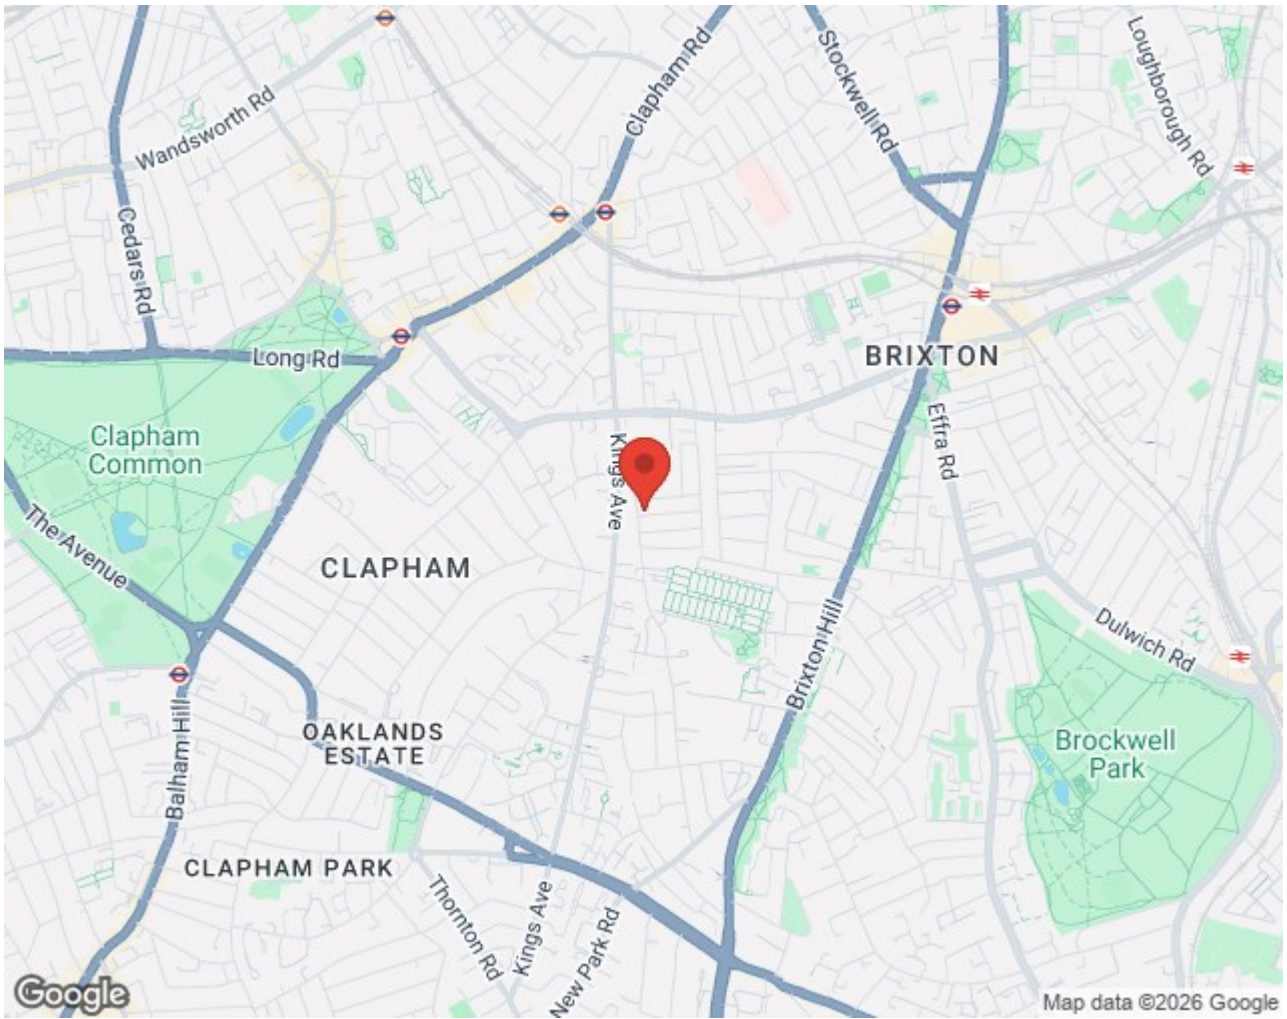 Wandsworth Rd
Clapham Rd
Stockwell Rd
Loughborough Rd
Cedars Rd
Long Rd
BRIXTON
Effra Rd
Clapham
Common
Kings Ave
The Avenue
CLAPHAM
Brixton Hill
Dulwich Rd
Balham Hill
OAKLANDS
ESTATE
Brockwell
Park
CLAPHAM PARK
Thornton Rd
Kings Ave
New Park Rd
Google
Map data ©2026 Google